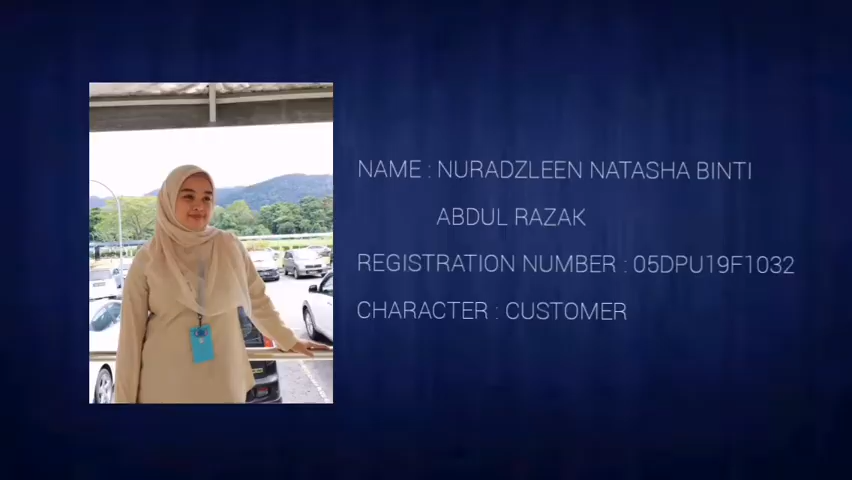 NAME : NURADZLEEN NATASHA BINTI
ABDUL RAZAK
REGISTRATION NUMBER : 05DPU19F1032
CHARACTER : CUSTOMER